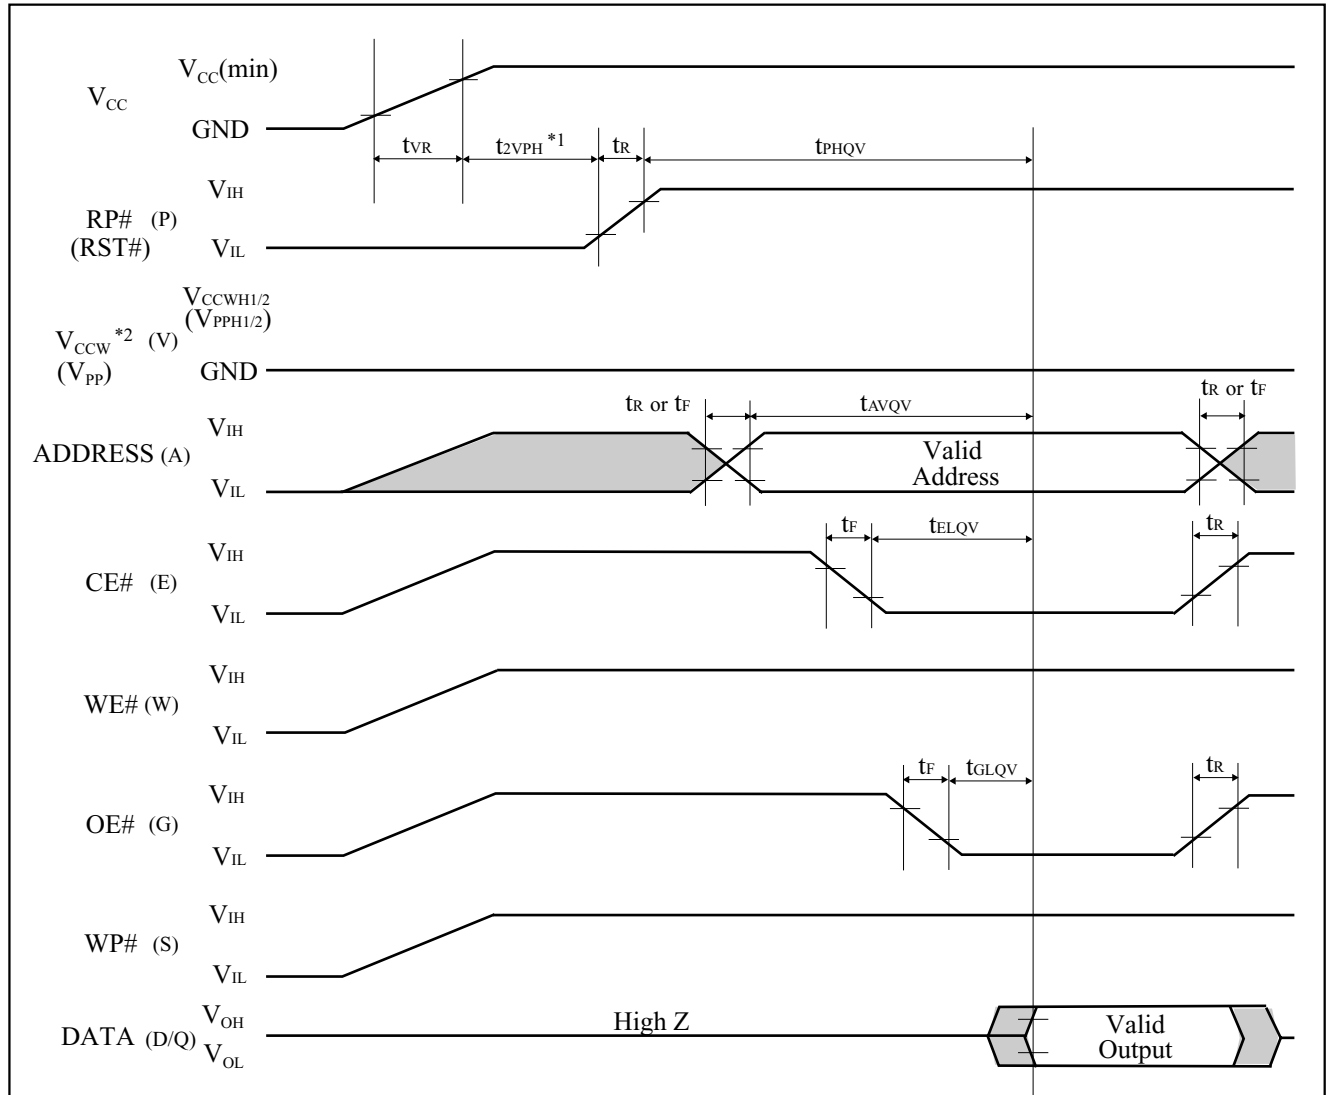 VCC(min)
VCC
GND
tVR
t2VPH *1
tR
tPHQV
VIH
RP# (P)
(RST#)
VIL
VCCWH1/2
(VPPH1/2)
VCCW *2 (V)
(VPP)
GND
tR or tF
tAVQV
tR or tF
VIH
ADDRESS (A)
Valid
Address
VIL
tF
tELQV
tR
VIH
CE# (E)
VIL
VIH
WE# (W)
VIL
tF
tGLQV
tR
VIH
OE# (G)
VIL
VIH
WP# (S)
VIL
VOH
High Z
DATA (D/Q)
Valid
Output
VOL